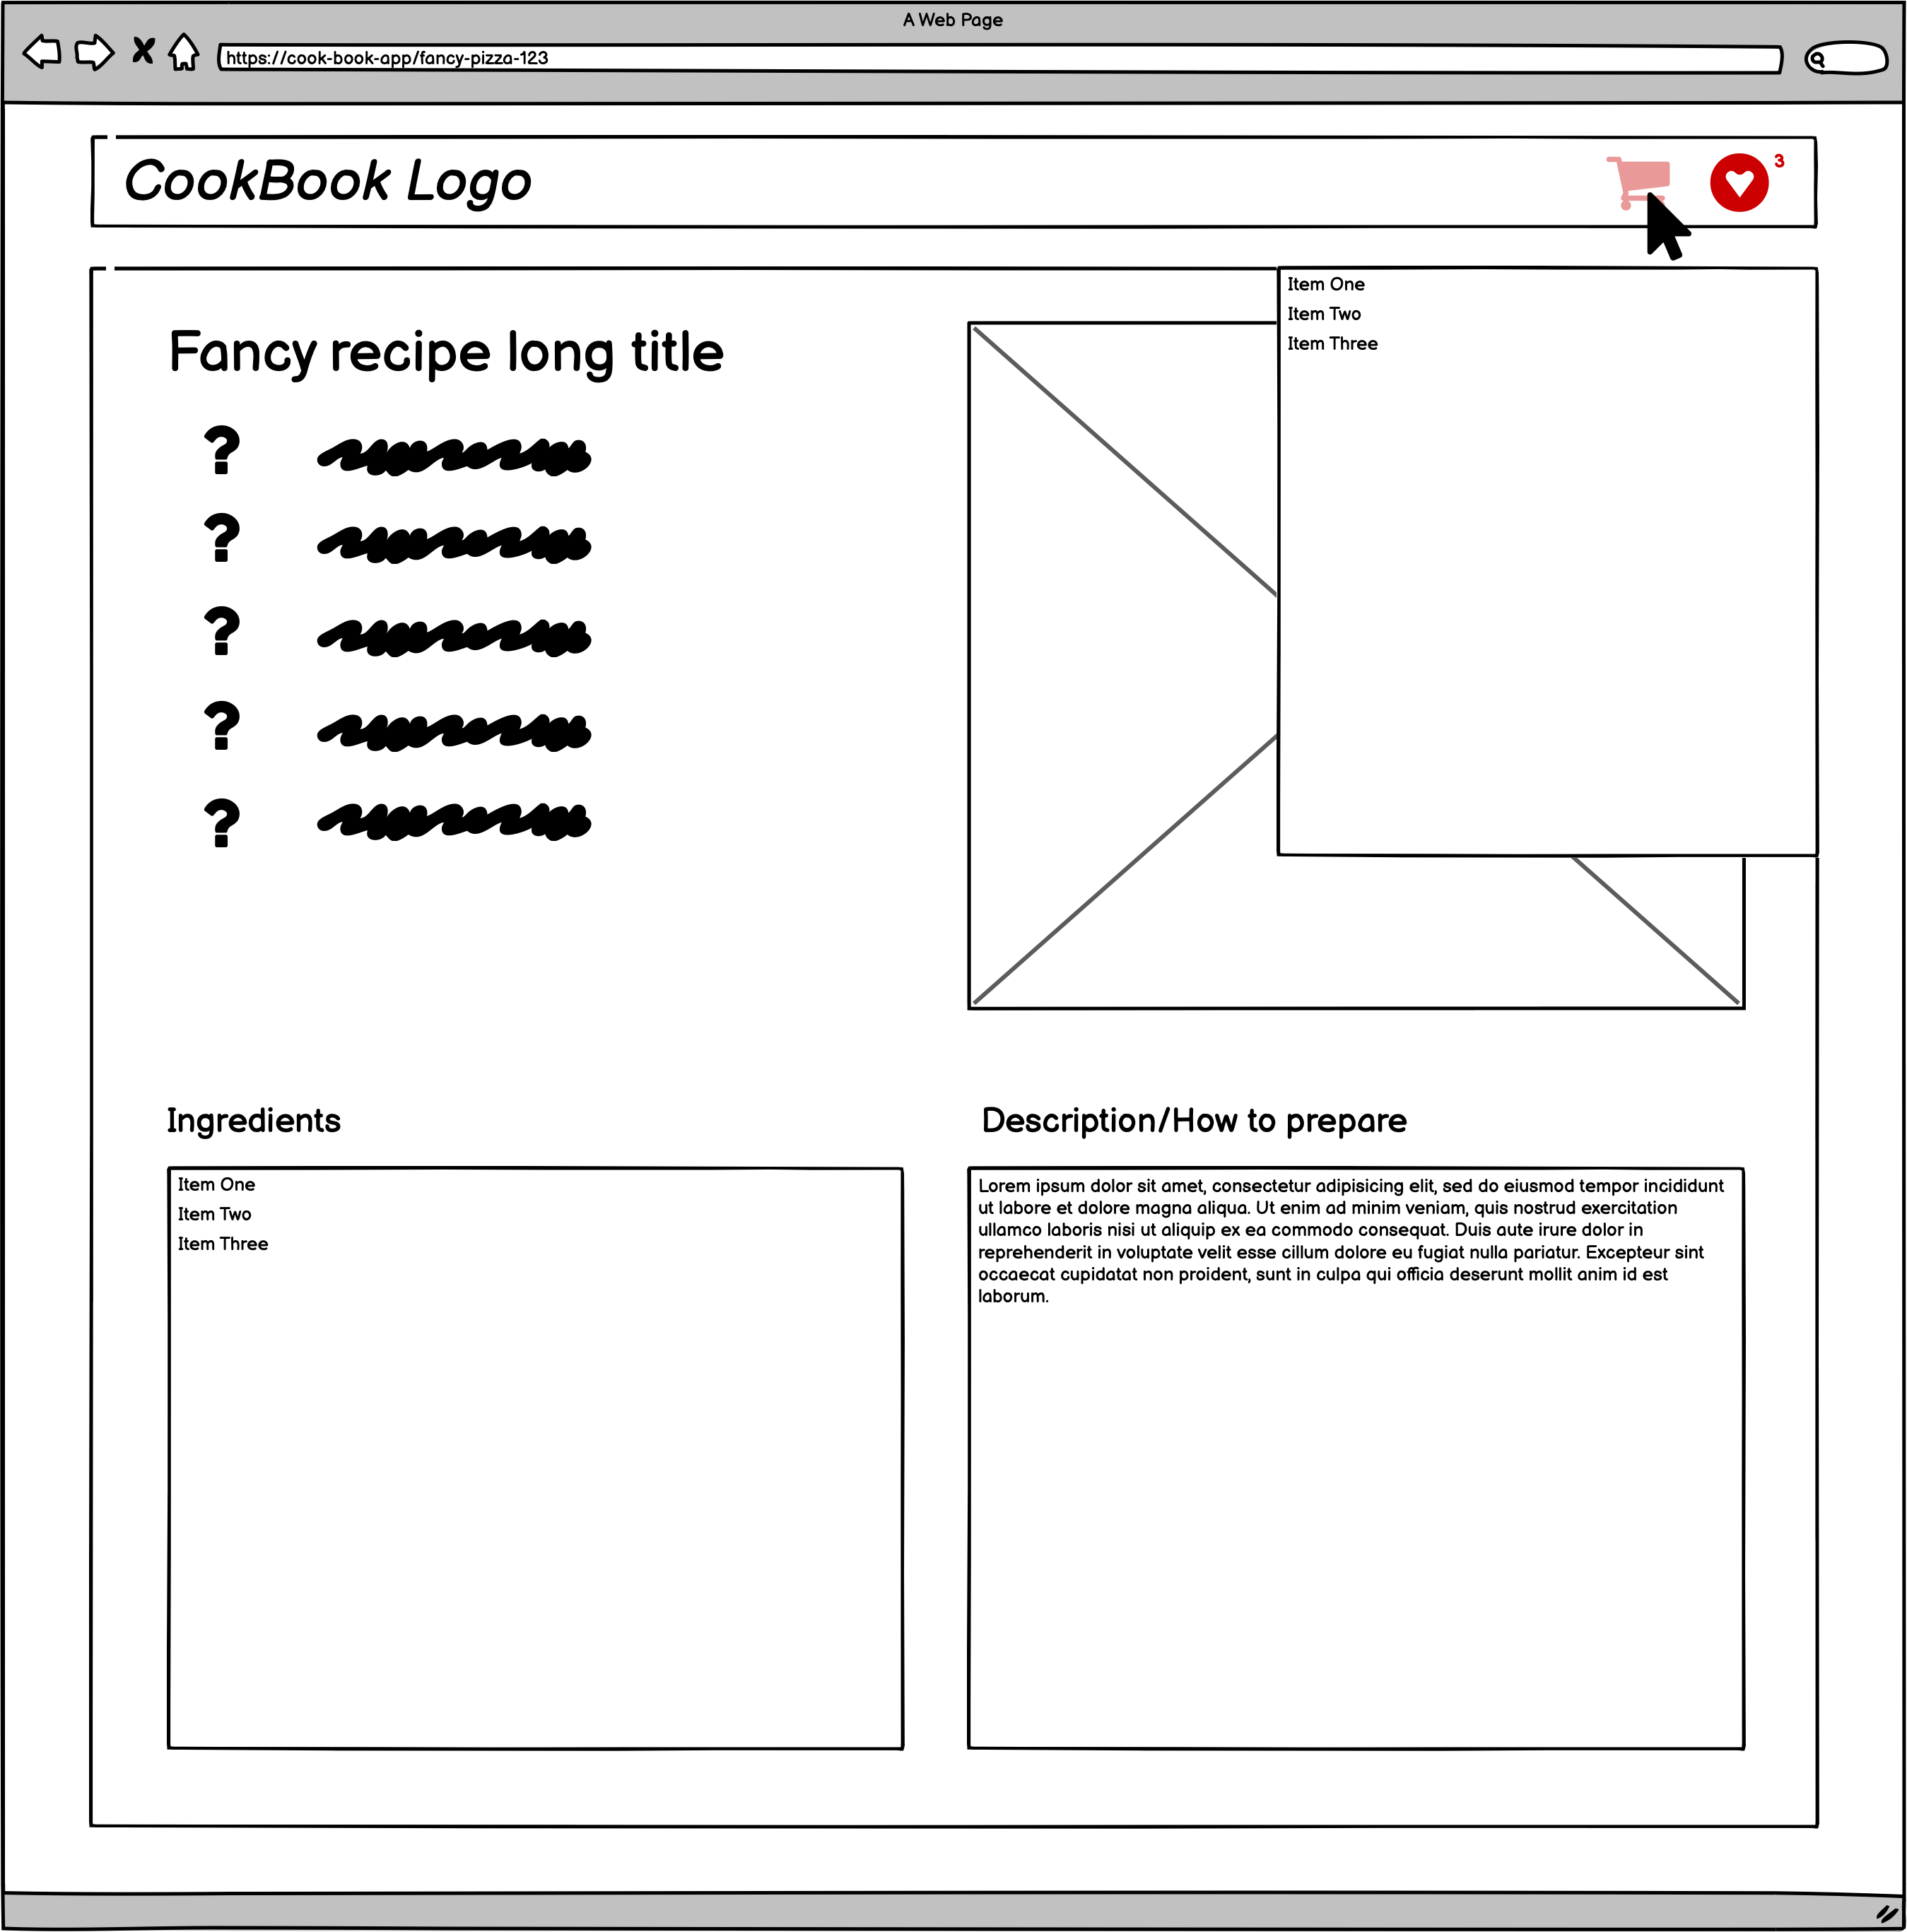 A Web Page
https://cook-book-app/fancy-pizza-123
CookBook Logo
3
Item One
Item Two
Item Three
Fancy recipe long title
?
?
?
?
?
Ingredients
Item One
Item Two
Item Three
Description/How to prepare
Lorem ipsum dolor sit amet, consectetur adipisicing elit, sed do eiusmod tempor incididunt
ut labore et dolore magna aliqua. Ut enim ad minim veniam, quis nostrud exercitation
ullamco laboris nisi ut aliquip ex ea commodo consequat. Duis aute irure dolor in
reprehenderit in voluptate velit esse cillum dolore eu fugiat nulla pariatur. Excepteur sint
occaecat cupidatat non proident, sunt in culpa qui officia deserunt mollit anim id est
laborum.